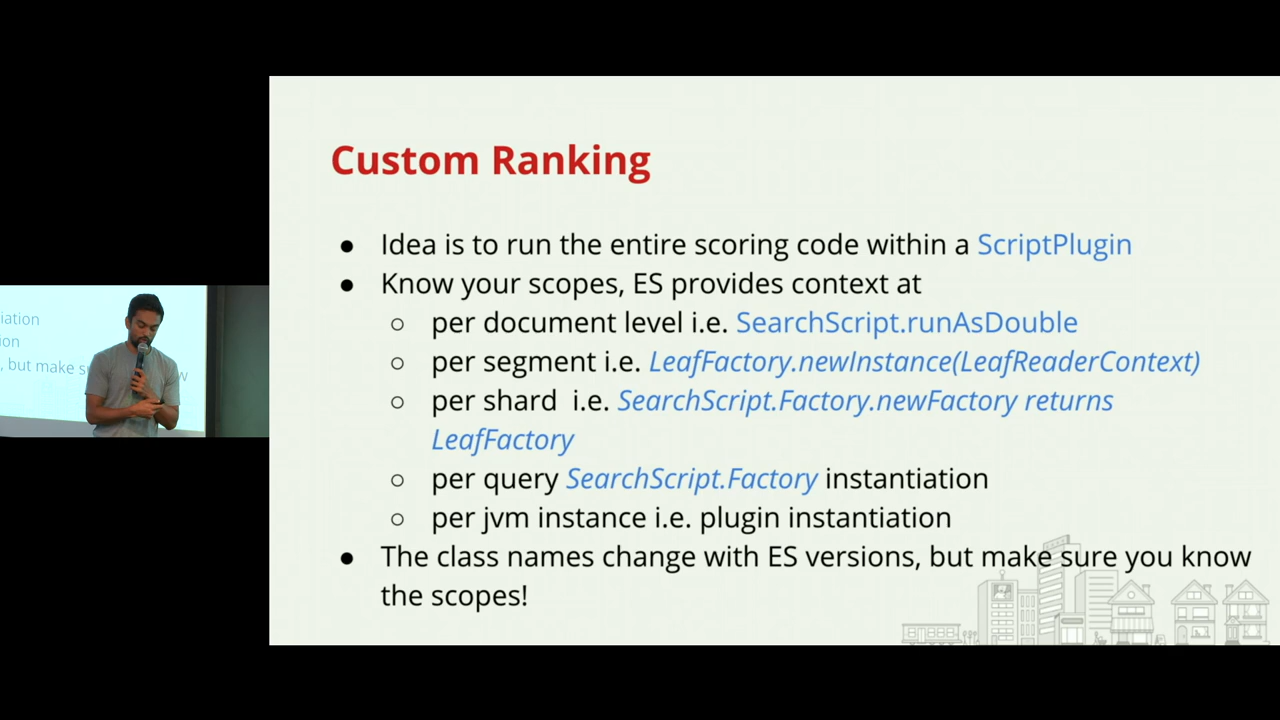 Custom Ranking
● Idea is to run the entire scoring code within a ScriptPlugin
● Know your scopes, ES provides context at
○ per document level i.e. SearchScript.runAsDouble
○ per segment i.e. LeafFactory.newInstance(LeafReaderContext)
○ per shard i.e. SearchScript.Factory.newFactory returns
LeafFactory
○ per query SearchScript.Factory instantiation
○ per jvm instance i.e. plugin instantiation
● The class names change with ES versions, but make sure you know
the scopes!
iation
ion
, but make s
w